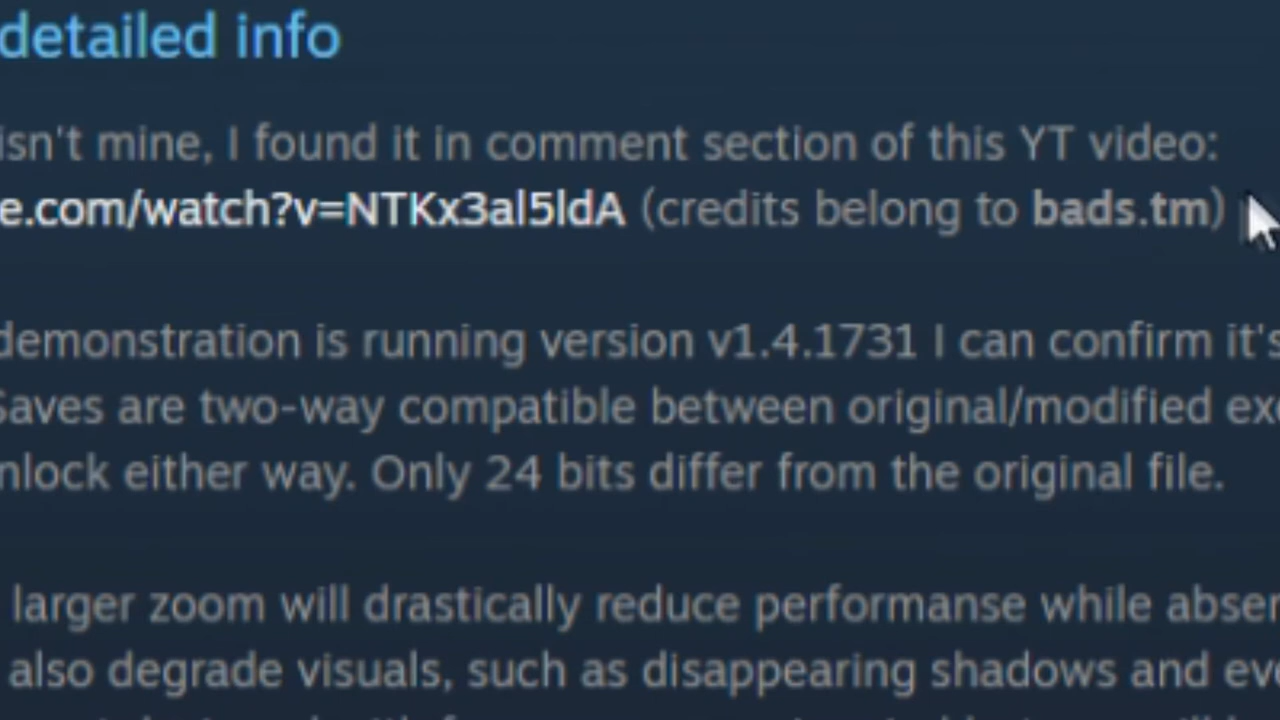 detailed info
isn't mine, I found it in comment section of this YT video:
e.com/watch?v=NTKx3al5ldA (credits belong to bads.tm)
demonstration is running version v1.4.1731 I can confirm it's
Saves are two-way compatible between original/modified ex
nlock either way. Only 24 bits differ from the original file.
larger zoom will drastically reduce performanse while abser
also degrade visuals, such as disappearing shadows and eve